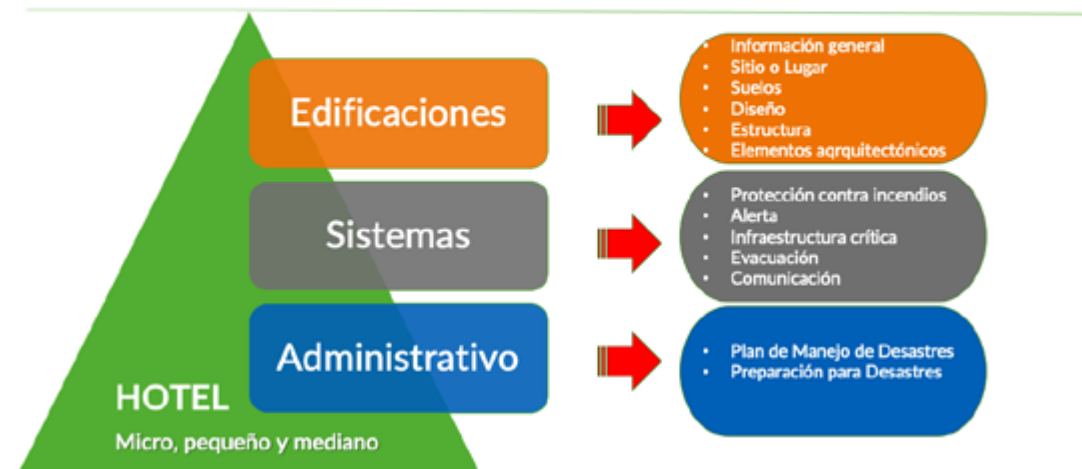 Edificaciones
• Información general
• Sitio o Lugar
• Suelos
• Diseño
• Estructura
• Elementos aqrquitectónicos
Sistemas
• Protección contra incendios
• Alerta
• Infraestructura crítica
• Evacuación
• Comunicación
Administrativo
• Plan de Manejo de Desastres
• Preparación para Desastres
HOTEL
Micro, pequeño y mediano